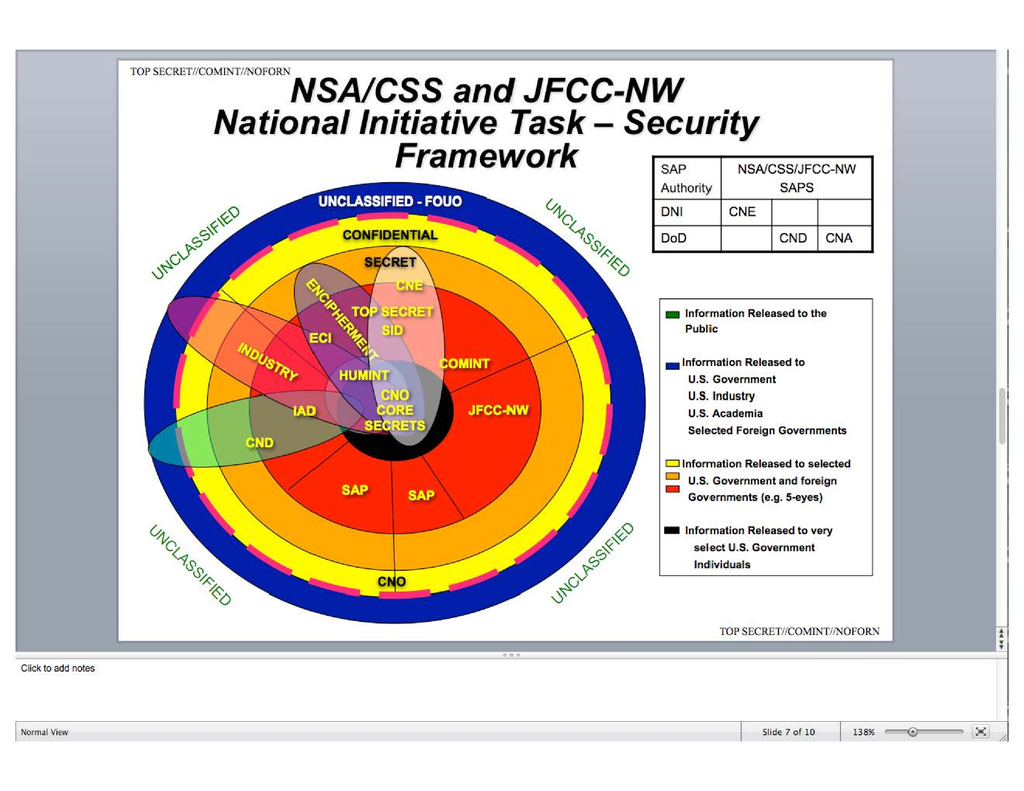 TOP SECRET//COMINT//NOFORN
NSA/CSS and JFCC-NW
National Initiative Task – Security
Framework
SAP Authority
NSA/CSS/JFCC-NW SAPS
DNI
CNE
DoD
CND
CNA
UNCLASSIFIED
UNCLASSIFIED
UNCLASSIFIED - FOUO
CONFIDENTIAL
SECRET
CNE
ENCIPHERMENT
TOP SECRET
SID
ECI
INDUSTRY
COMINT
HUMINT
CNO
CORE
SECRETS
IAD
JFCC-NW
CND
SAP
SAP
CNO
UNCLASSIFIED
UNCLASSIFIED
Information Released to the
Public
Information Released to
U.S. Government
U.S. Industry
U.S. Academia
Selected Foreign Governments
Information Released to selected
U.S. Government and foreign
Governments (e.g. 5-eyes)
Information Released to very
select U.S. Government
Individuals
TOP SECRET//COMINT//NOFORN
Click to add notes
Normal View
Slide 7 of 10
138%